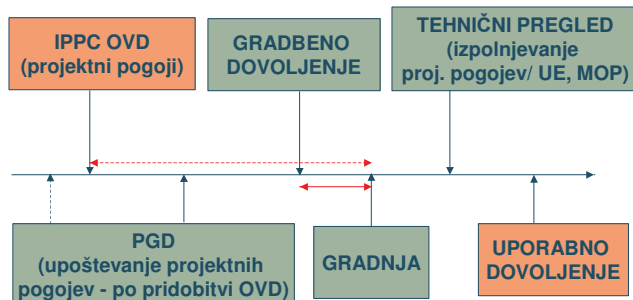 IPPC OVD
(projektni pogoji)
GRADBENO
DOVOLJENJE
TEHNIČNI PREGLED
(izpolnjevanje
proj. pogojev/ UE, MOP)
PGD
(upoštevanje projektnih
pogojev - po pridobitvi OVD)
GRADNJA
UPORABNO
DOVOLJENJE